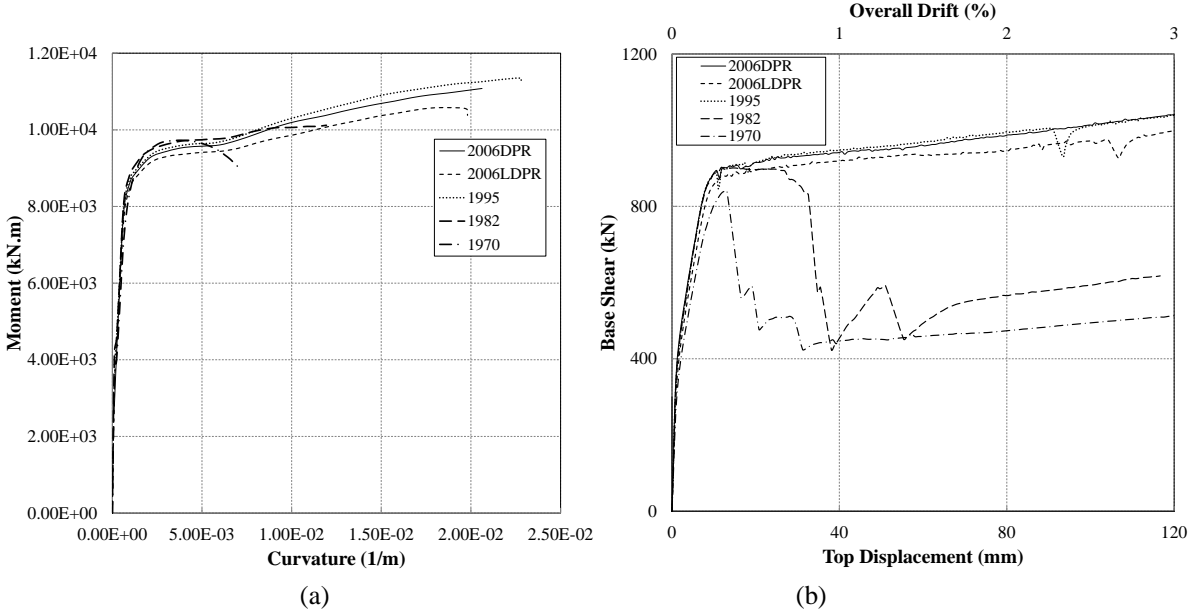 1.20E+04
1.00E+04
8.00E+03
6.00E+03
4.00E+03
2.00E+03
0.00E+00
Moment (kN.m)
2006DPR
2006LDPR
1995
1982
1970
0.00E+00 5.00E-03 1.00E-02 1.50E-02 2.00E-02 2.50E-02
Curvature (1/m)
(a)
Overall Drift (%)
0 1 2 3
1200
800
400
0
Base Shear (kN)
2006DPR
2006LDPR
1995
1982
1970
0 40 80 120
Top Displacement (mm)
(b)